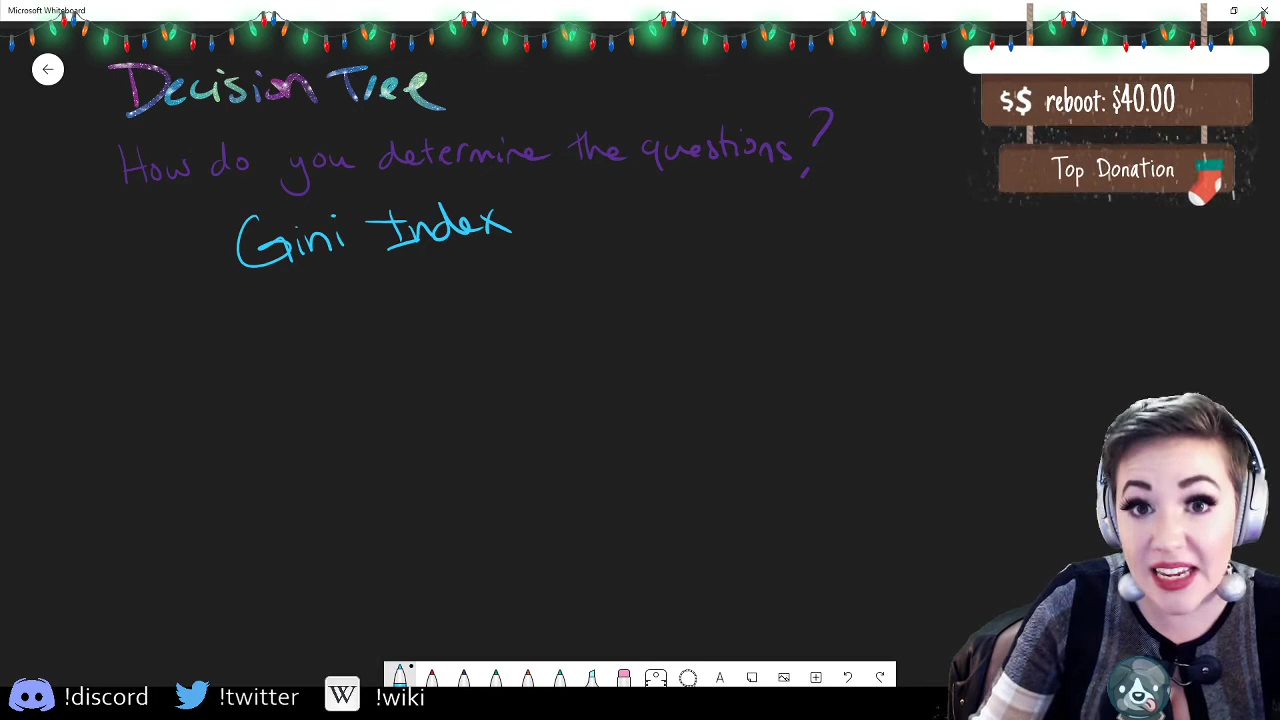 Microsoft Whiteboard
Decision Tree
$$ reboot: $40.00
How do you determine the questions?
Top Donation
Gini Index
A
!discord
!twitter
W !wiki